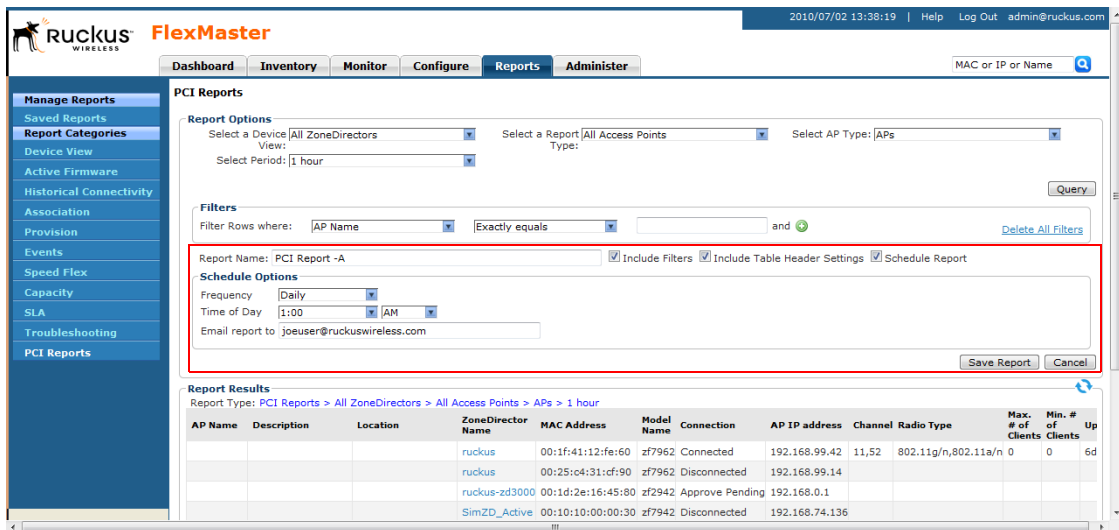 2010/07/02 13:38:19 | Help Log Out admin@ruckus.com
Ruckus WIRELESS FlexMaster
Dashboard Inventory Monitor Configure Reports Administer MAC or IP or Name
Manage Reports
Saved Reports
Report Categories
Device View
Active Firmware
Historical Connectivity
Association
Provision
Events
Speed Flex
Capacity
SLA
Troubleshooting
PCI Reports
PCI Reports
Report Options
Select a Device View: All ZoneDirectors Select a Report Type: All Access Points Select AP Type: APs
Select Period: 1 hour
Query
Filters
Filter Rows where: AP Name Exactly equals and Delete All Filters
Report Name: PCI Report -A Include Filters Include Table Header Settings Schedule Report
Schedule Options
Frequency Daily
Time of Day 1:00 AM
Email report to joeuser@ruckuswireless.com
Save Report Cancel
Report Results
Report Type: PCI Reports > All ZoneDirectors > All Access Points > APs > 1 hour
AP Name Description Location ZoneDirector Name MAC Address Model Name Connection AP IP address Channel Radio Type Max. # of Clients Min. # of Clients Up
ruckus 00:1f:41:12:fe:60 zf7962 Connected 192.168.99.42 11,52 802.11g/n,802.11a/n 0 0 6d
ruckus 00:25:c4:31:cf:90 zf7962 Disconnected 192.168.99.14
ruckus-zd3000 00:1d:2e:16:45:80 zf2942 Approve Pending 192.168.0.1
SimZD_Active 00:10:10:00:00:30 zf7942 Disconnected 192.168.74.136